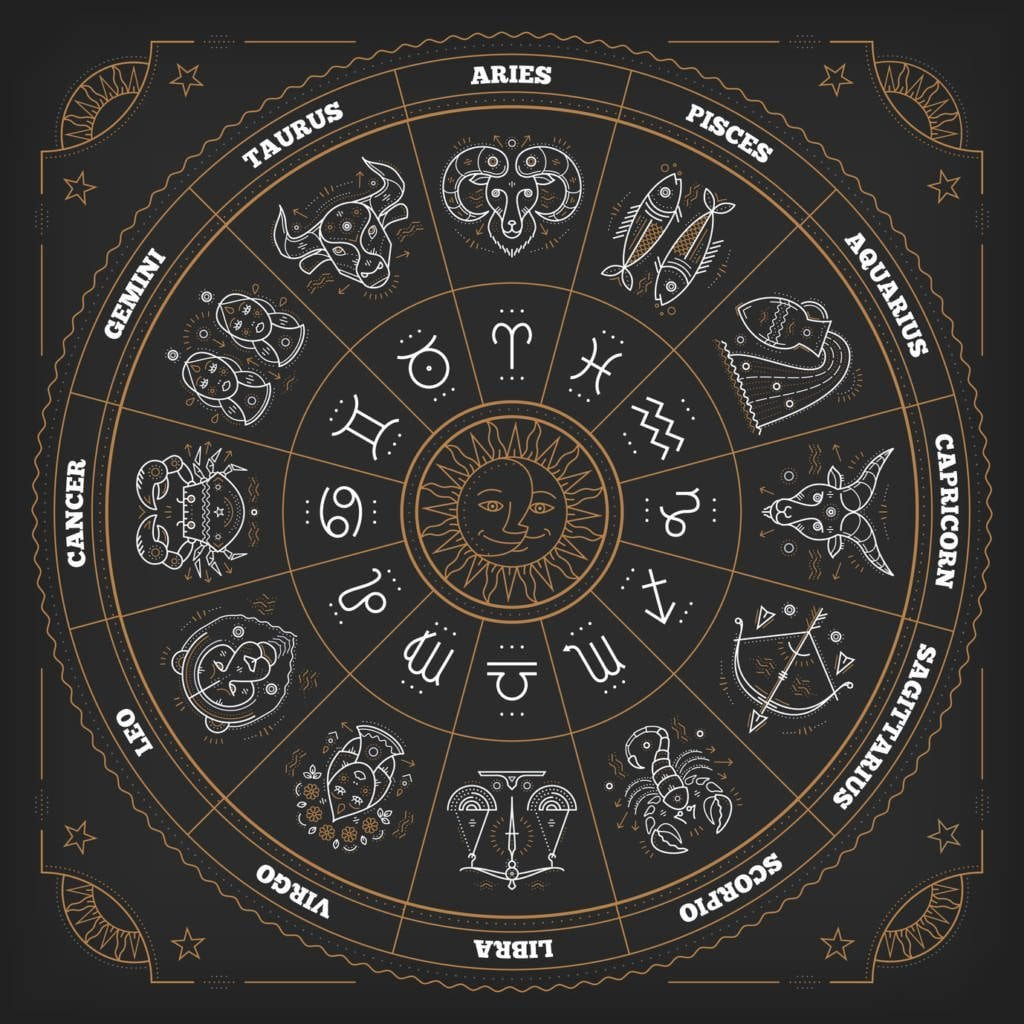 ARIES
PISCES
AQUARIUS
CAPRICORN
SAGITTARIUS
SCORPIO
LIBRA
VIRGO
LEO
CANCER
GEMINI
TAURUS